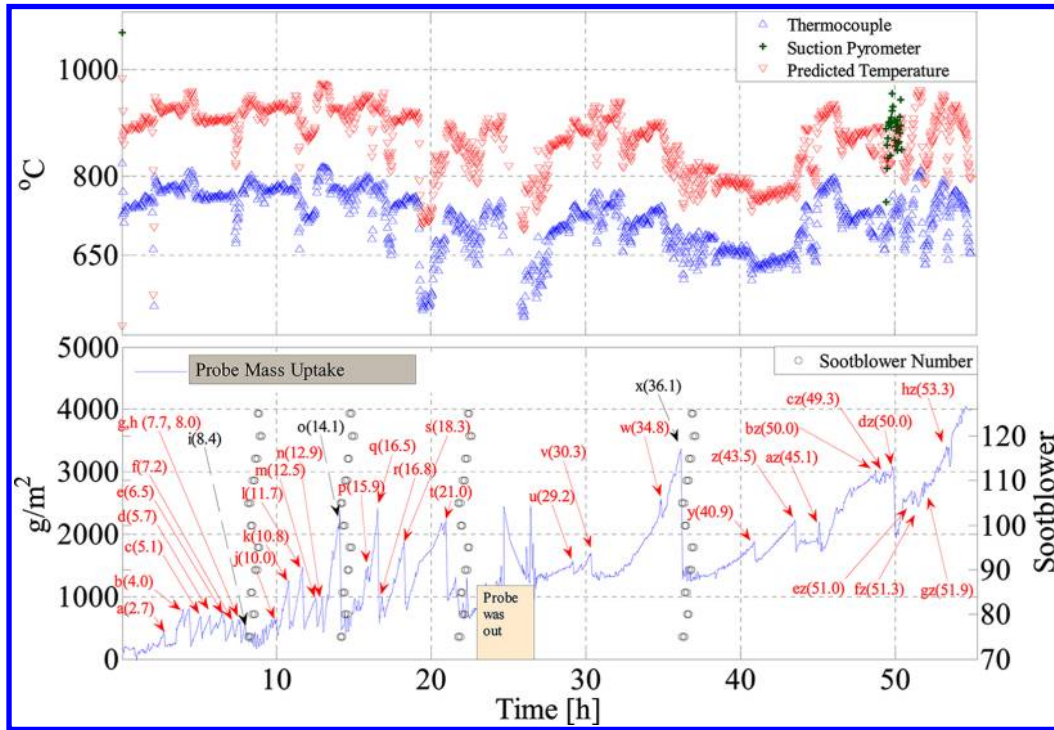 Thermocouple
Suction Pyrometer
Predicted Temperature
1000
800
650
°C
5000
4000
3000
2000
1000
0
g/m²
Probe Mass Uptake
Sootblower Number
g,h (7.7, 8.0)
i(8.4)
f(7.2)
e(6.5)
d(5.7)
c(5.1)
b(4.0)
a(2.7)
o(14.1)
n(12.9)
m(12.5)
l(11.7)
k(10.8)
j(10.0)
s(18.3)
q(16.5)
r(16.8)
p(15.9)
t(21.0)
Probe
was
out
x(36.1)
w(34.8)
v(30.3)
u(29.2)
y(40.9)
z(43.5)
az(45.1)
bz(50.0)
cz(49.3)
dz(50.0)
hz(53.3)
ez(51.0)
fz(51.3)
gz(51.9)
120
110
100
90
80
70
Sootblower
10
20
30
40
50
Time [h]